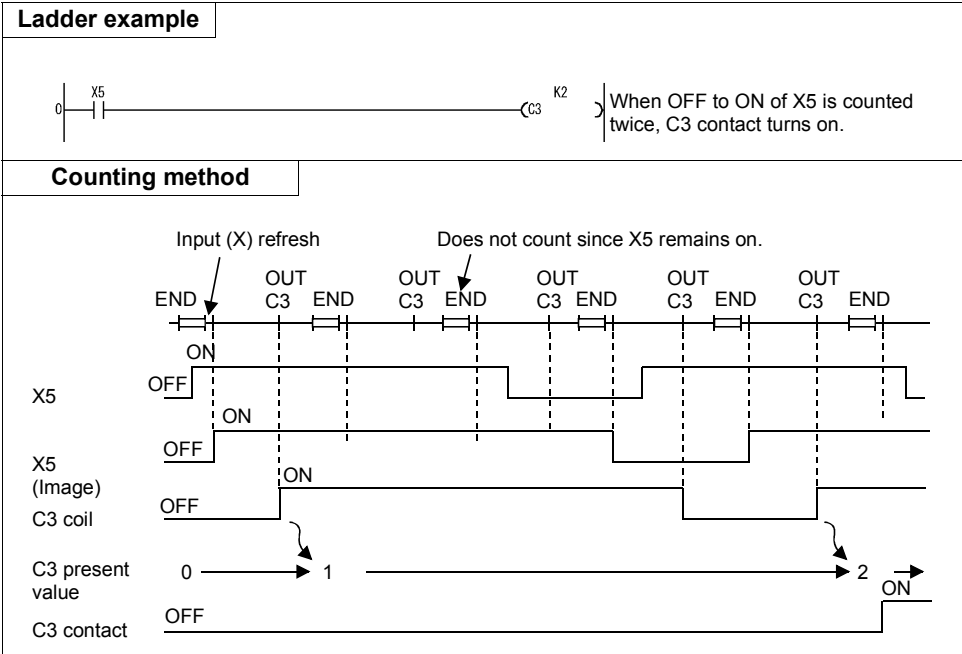 Ladder example
X5
K2
0
C3
When OFF to ON of X5 is counted
twice, C3 contact turns on.
Counting method
Input (X) refresh
Does not count since X5 remains on.
OUT OUT OUT OUT OUT
END C3 END C3 END C3 END C3 END C3 END
ON
OFF
X5
ON
OFF
X5
(Image)
ON
OFF
C3 coil
C3 present
value
0 1 2
ON
OFF
C3 contact